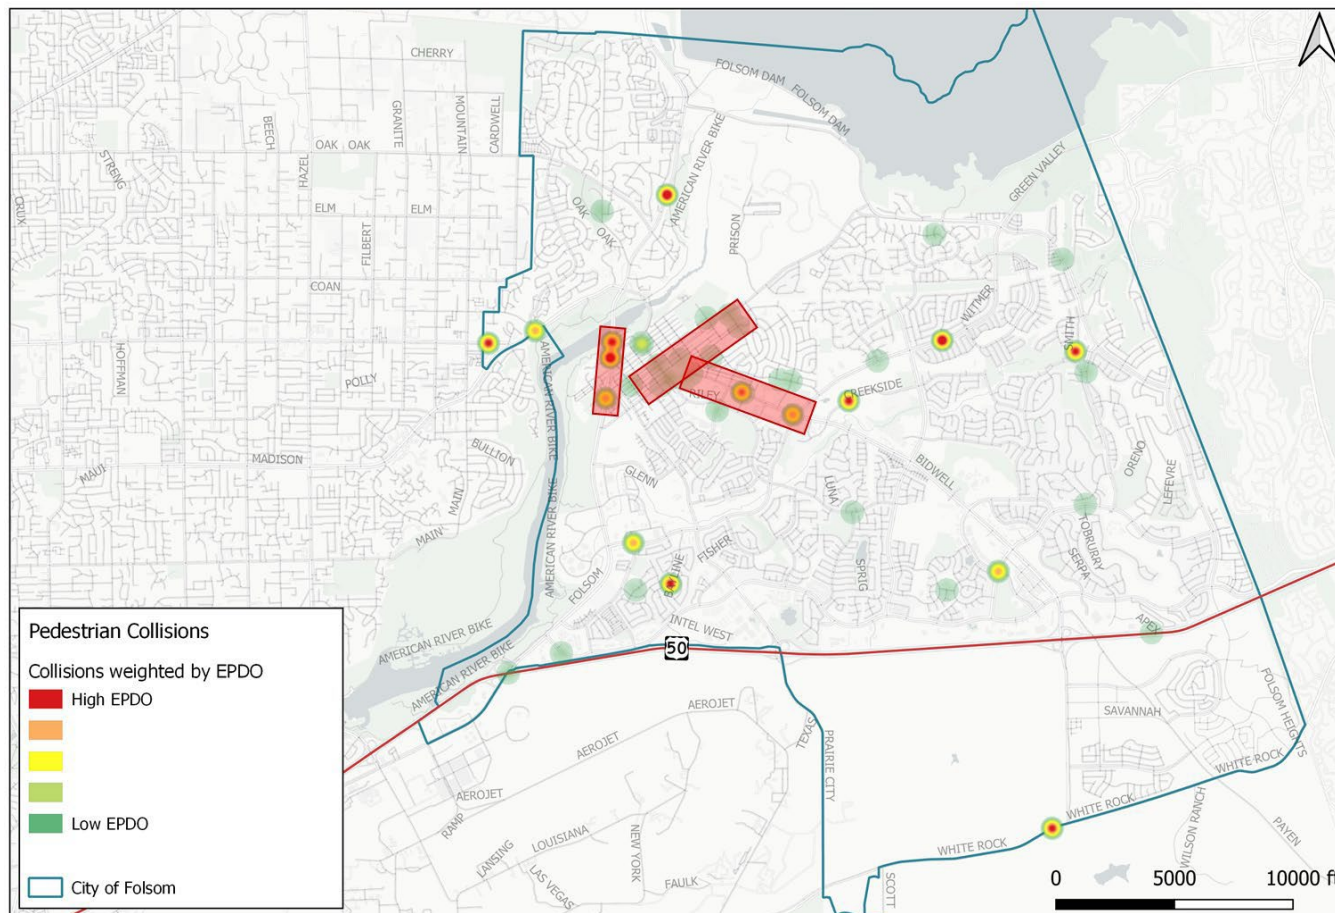 CHERRY
FOLSOM DAM
FOLSOM DAM
BEECH
GRANITE
MOUNTAIN
CARDWELL
OAK OAK
HAZEL
STRENG
AMERICAN RIVER BIKE
GREEN VALLEY
CRUX
ELM
ELM
OAK
OAK
FILBERT
PRISON
COAN
WITMER
SMITH
HOFFMAN
POLLY
AMERICAN RIVER BIKE
RILEY
CREEKSIDE
BULLION
MADISON
MAUI
MAIN
MAIN
GLENN
BIDWELL
LUNA
ORENO
LEFEVRE
AMERICAN RIVER BIKE
FISHER
TOBRURRY
SERPA
SPRIG
FOLSOM
INTEL WEST
APEX
50
AMERICAN RIVER BIKE
AMERICAN RIVER BIKE
FOLSOM HEIGHTS
SAVANNAH
AEROJET
AEROJET
AEROJET
TEXAS
PRAIRIE CITY
WHITE ROCK
WHITE ROCK
WHITE ROCK
RAMP
LOUISIANA
LANSING
LAS VEGAS
NEW YORK
FAULK
SCOTT
WILSON RANCH
PAYEN
Pedestrian Collisions
Collisions weighted by EPDO
High EPDO
Low EPDO
City of Folsom
0 5000 10000 ft